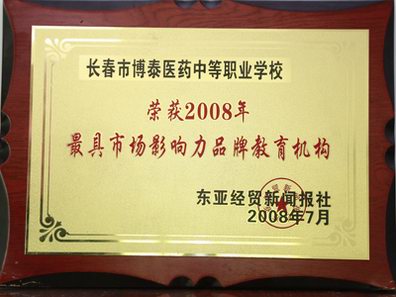 长春市博泰医药中等职业学校
荣获2008年
最具市场影响力品牌教育机构
东亚经贸新闻报社
2008年7月